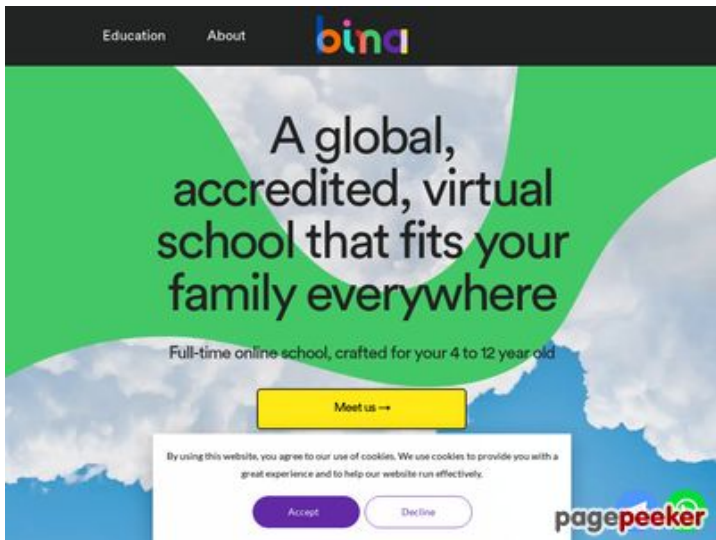 Education About bina
A global,
accredited, virtual
school that fits your
family everywhere
Full-time online school, crafted for your 4 to 12 year old
Meet us →
By using this website, you agree to our use of cookies. We use cookies to provide you with a
great experience and to help our website run effectively.
Accept Decline
pagepeeker